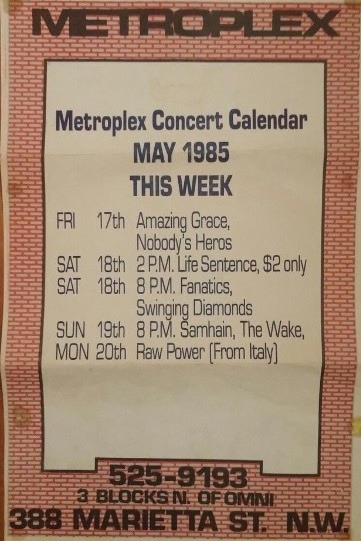 METROPLEX
Metroplex Concert Calendar
MAY 1985
THIS WEEK
FRI 17th Amazing Grace,
Nobody's Heros
SAT 18th 2 P.M. Life Sentence, $2 only
SAT 18th 8 P.M. Fanatics,
Swinging Diamonds
SUN 19th 8 P.M. Samhain, The Wake,
MON 20th Raw Power (From Italy)
525-9193
3 BLOCKS N. OF OMNI
388 MARIETTA ST. N.W.